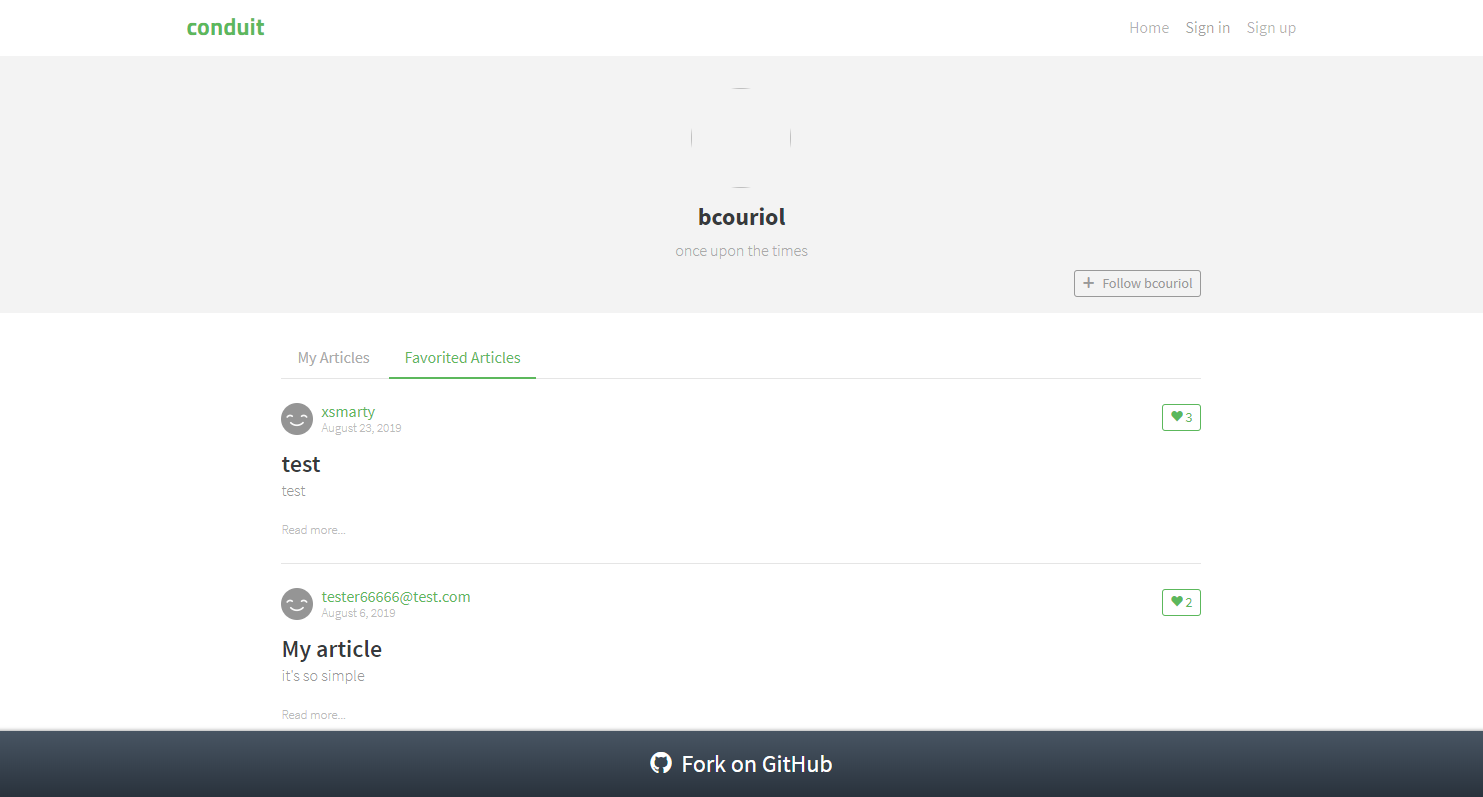 conduit
Home Sign in Sign up
bcouriol
once upon the times
Follow bcouriol
My Articles Favorited Articles
xsmarty
August 23, 2019
3
test
test
Read more...
tester66666@test.com
August 6, 2019
2
My article
it's so simple
Read more...
Fork on GitHub